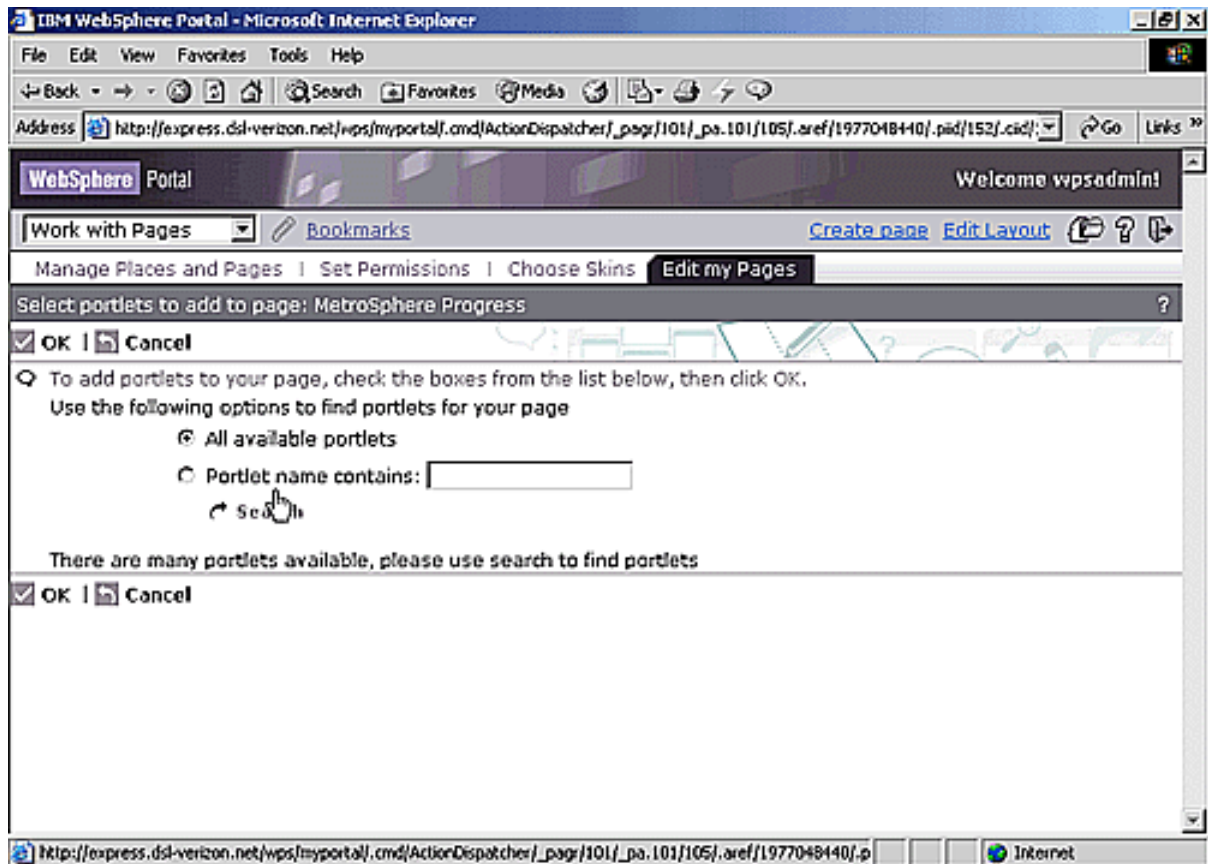 IBM WebSphere Portal - Microsoft Internet Explorer
File Edit View Favorites Tools Help
Back Search Favorites Media
Address http://express.dsl-verizon.net/wps/myportal/.cmd/ActionDispatcher/_pagr/101/_pa.101/105/.aref/1977048440/.piid/152/.ciid/: Go Links »
WebSphere Portal Welcome wpsadmin!
Work with Pages Bookmarks Create page Edit Layout ?
Manage Places and Pages | Set Permissions | Choose Skins Edit my Pages
Select portlets to add to page: MetroSphere Progress ?
OK | Cancel
To add portlets to your page, check the boxes from the list below, then click OK.
Use the following options to find portlets for your page
All available portlets
Portlet name contains:
Search
There are many portlets available, please use search to find portlets
OK | Cancel
http://express.dsl-verizon.net/wps/myportal/.cmd/ActionDispatcher/_pagr/101/_pa.101/105/.aref/1977048440/.p Internet